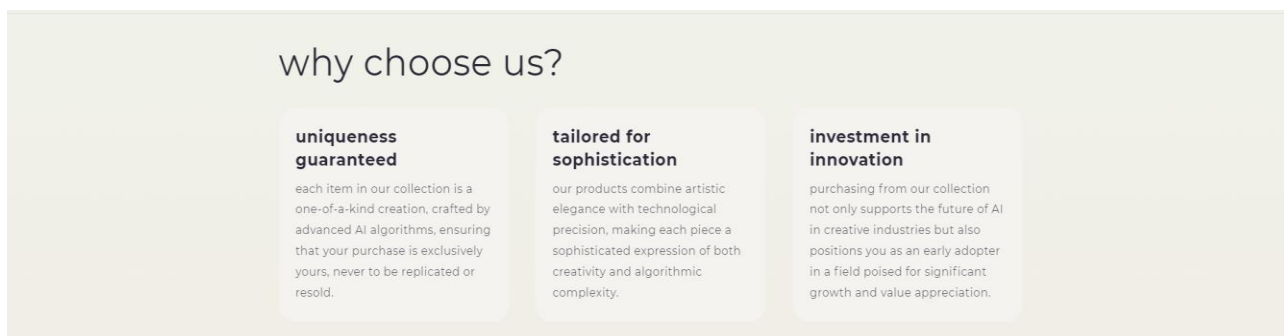 why choose us?
uniqueness
guaranteed
each item in our collection is a
one-of-a-kind creation, crafted by
advanced AI algorithms, ensuring
that your purchase is exclusively
yours, never to be replicated or
resold.
tailored for
sophistication
our products combine artistic
elegance with technological
precision, making each piece a
sophisticated expression of both
creativity and algorithmic
complexity.
investment in
innovation
purchasing from our collection
not only supports the future of AI
in creative industries but also
positions you as an early adopter
in a field poised for significant
growth and value appreciation.